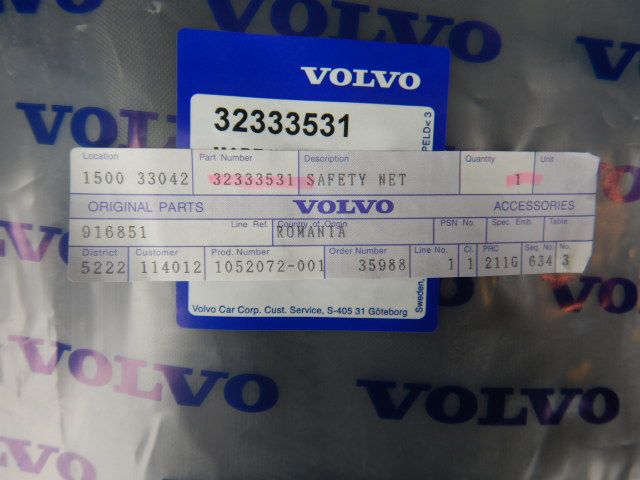 VOLVO
VOLVO
32333531
PELD< 3
Location Part Number Description Quantity Unit
1500 33042 32333531 SAFETY NET 1
ORIGINAL PARTS VOLVO ACCESSORIES
Line Ref. Country of Origin PSN No. Spec. Emb. Table
916851 ROMANIA
District Customer Prod. Number Order Number Line No. Cl. PRC Seq. No. No.
5222 114012 1052072-001 35988 1 1 211G 634 3
Volvo Car Corp. Cust. Service, S-405 31 Göteborg
Sweden,
VOLVO
VOLVO
VOLVO